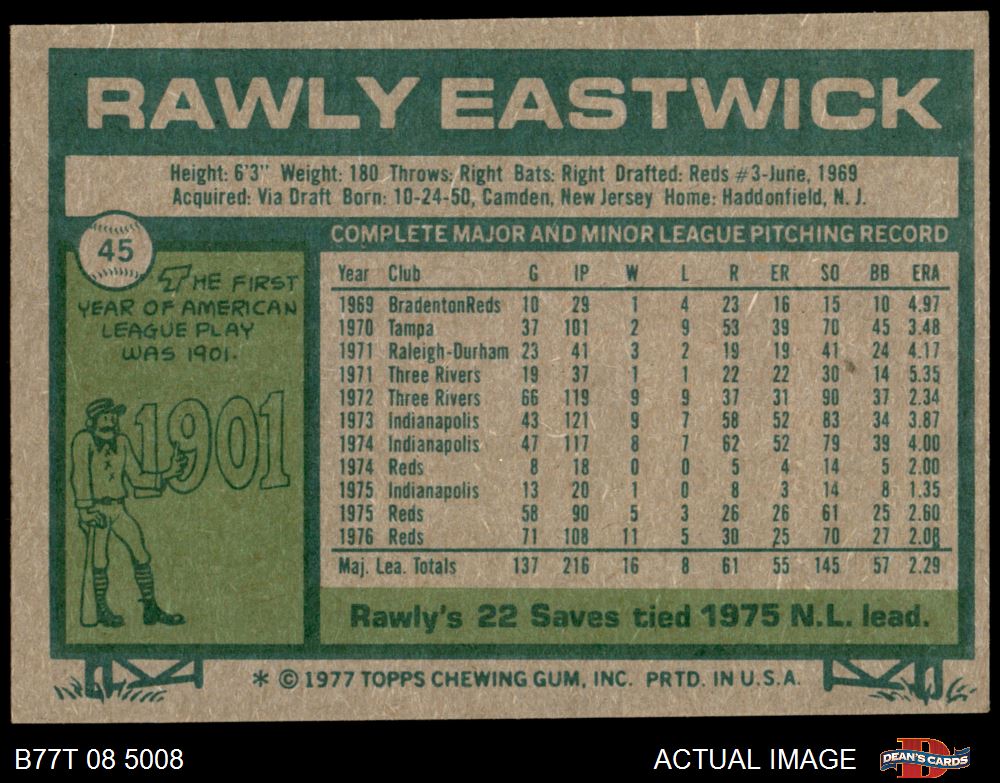 RAWLY EASTWICK
Height: 6'3" Weight: 180 Throws: Right Bats: Right Drafted: Reds #3-June, 1969
Acquired: Via Draft Born: 10-24-50, Camden, New Jersey Home: Haddonfield, N. J.
45
THE FIRST
YEAR OF AMERICAN
LEAGUE PLAY
WAS 1901.
1901
COMPLETE MAJOR AND MINOR LEAGUE PITCHING RECORD
Year Club G IP W L R ER SO BB ERA
1969 BradentonReds 10 29 1 4 23 16 15 10 4.97
1970 Tampa 37 101 2 9 53 39 70 45 3.48
1971 Raleigh-Durham 23 41 3 2 19 19 41 24 4.17
1971 Three Rivers 19 37 1 1 22 22 30 14 5.35
1972 Three Rivers 66 119 9 9 37 31 90 37 2.34
1973 Indianapolis 43 121 9 7 58 52 83 34 3.87
1974 Indianapolis 47 117 8 7 62 52 79 39 4.00
1974 Reds 8 18 0 0 5 4 14 5 2.00
1975 Indianapolis 13 20 1 0 8 3 14 8 1.35
1975 Reds 58 90 5 3 26 26 61 25 2.60
1976 Reds 71 108 11 5 30 25 70 27 2.08
Maj. Lea. Totals 137 216 16 8 61 55 145 57 2.29
Rawly's 22 Saves tied 1975 N.L. lead.
* © 1977 TOPPS CHEWING GUM, INC. PRTD. IN U.S.A.
B77T 08 5008
ACTUAL IMAGE
DEAN'S CARDS